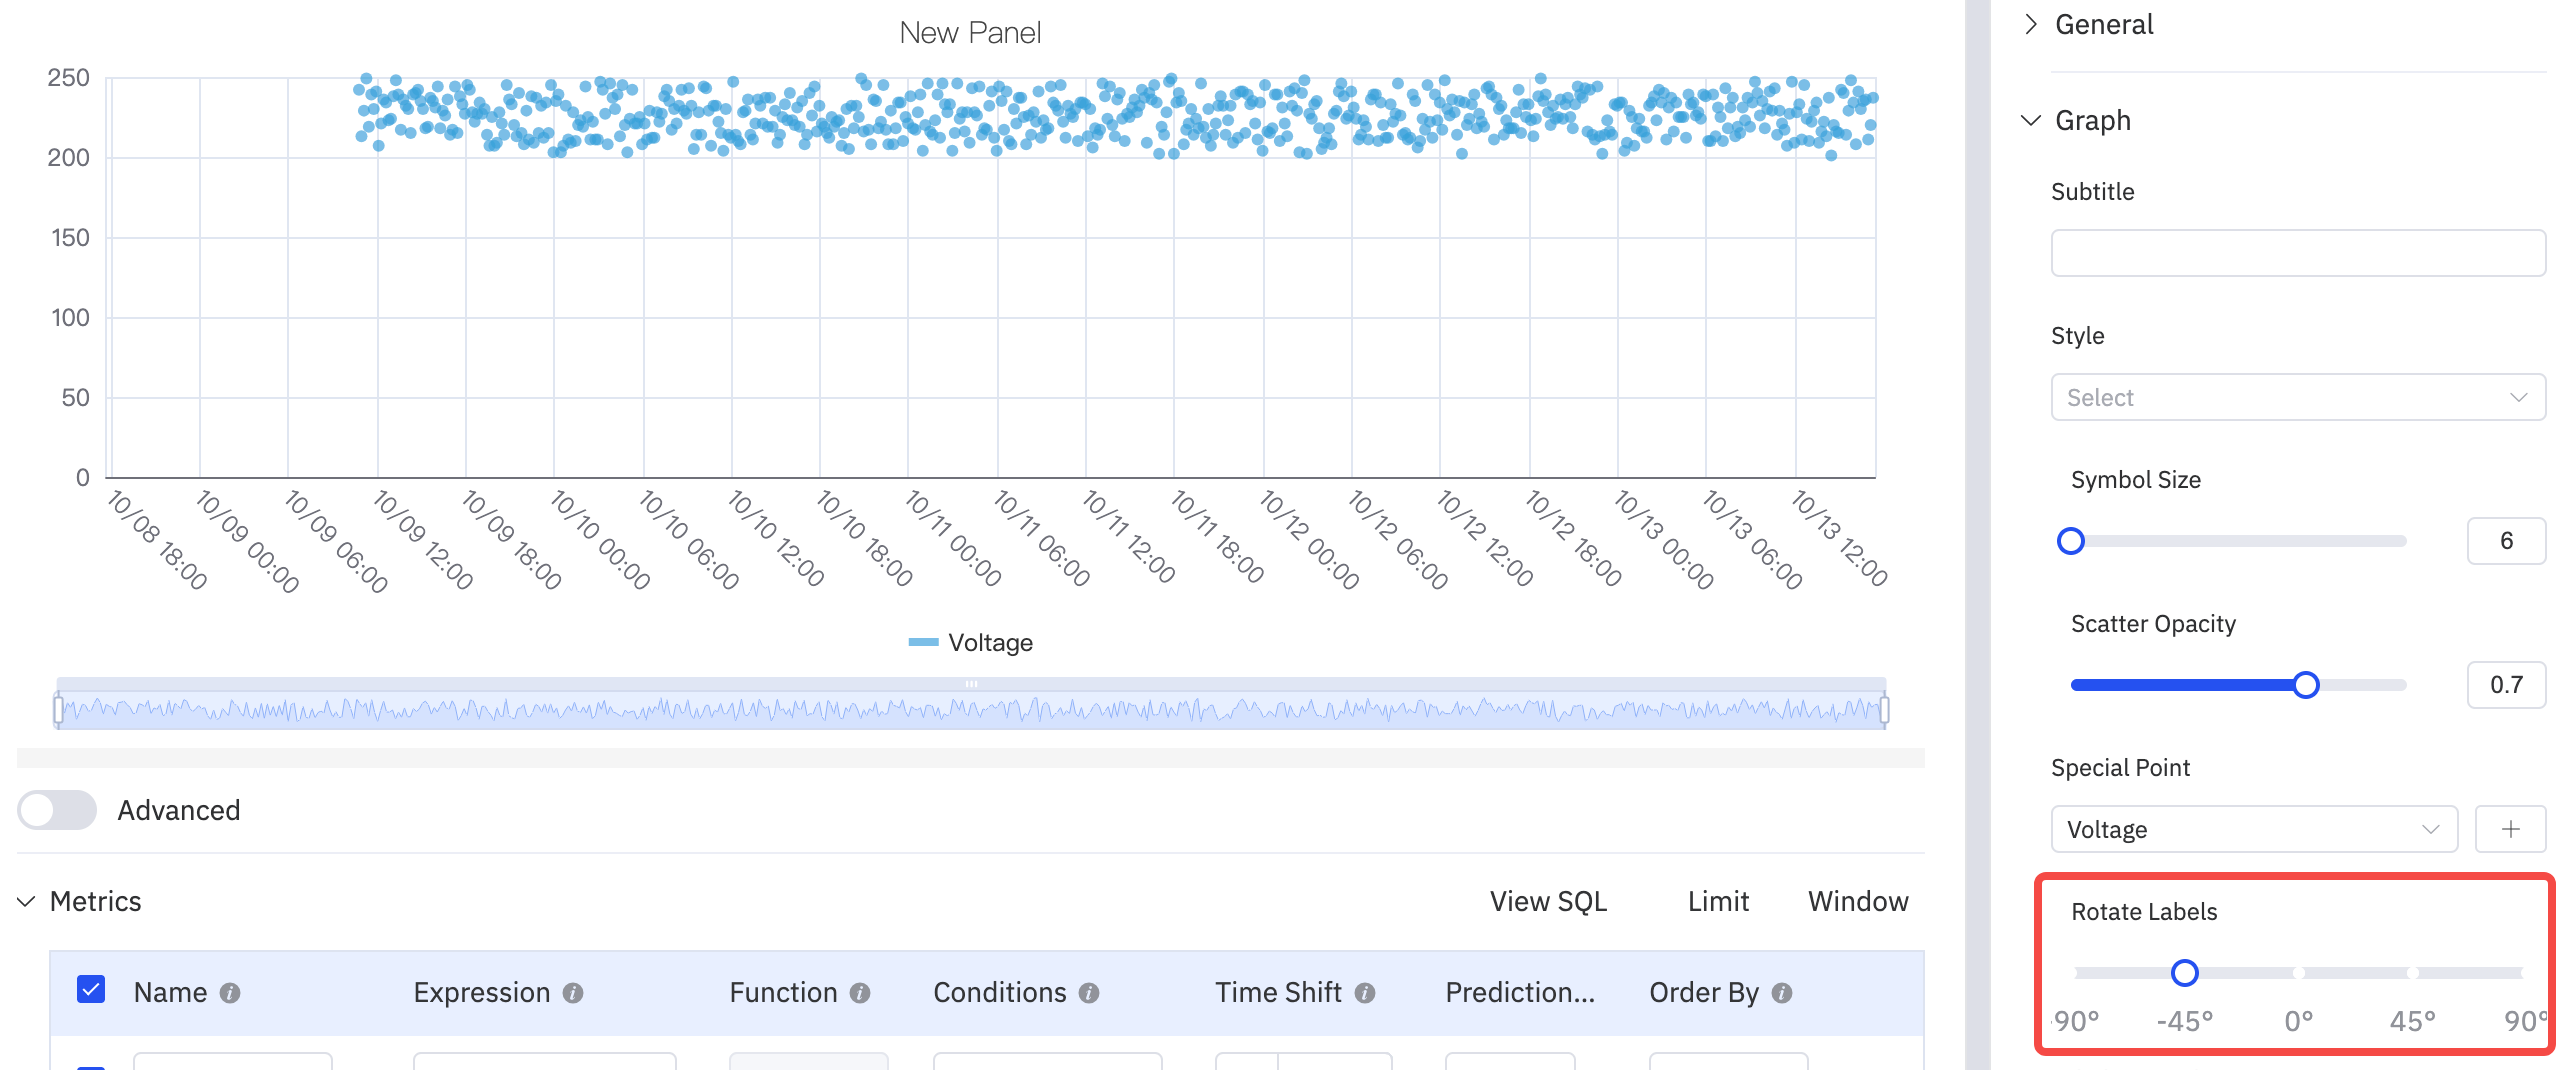 New Panel
250
200
150
100
50
0
10/08 18:00
10/09 00:00
10/09 06:00
10/09 12:00
10/09 18:00
10/10 00:00
10/10 06:00
10/10 12:00
10/10 18:00
10/11 00:00
10/11 06:00
10/11 12:00
10/11 18:00
10/12 00:00
10/12 06:00
10/12 12:00
10/12 18:00
10/13 00:00
10/13 06:00
10/13 12:00
Voltage
Advanced
Metrics
View SQL
Limit
Window
Name
Expression
Function
Conditions
Time Shift
Prediction...
Order By
General
Graph
Subtitle
Style
Select
Symbol Size
6
Scatter Opacity
0.7
Special Point
Voltage
Rotate Labels
-90° -45° 0° 45° 90°